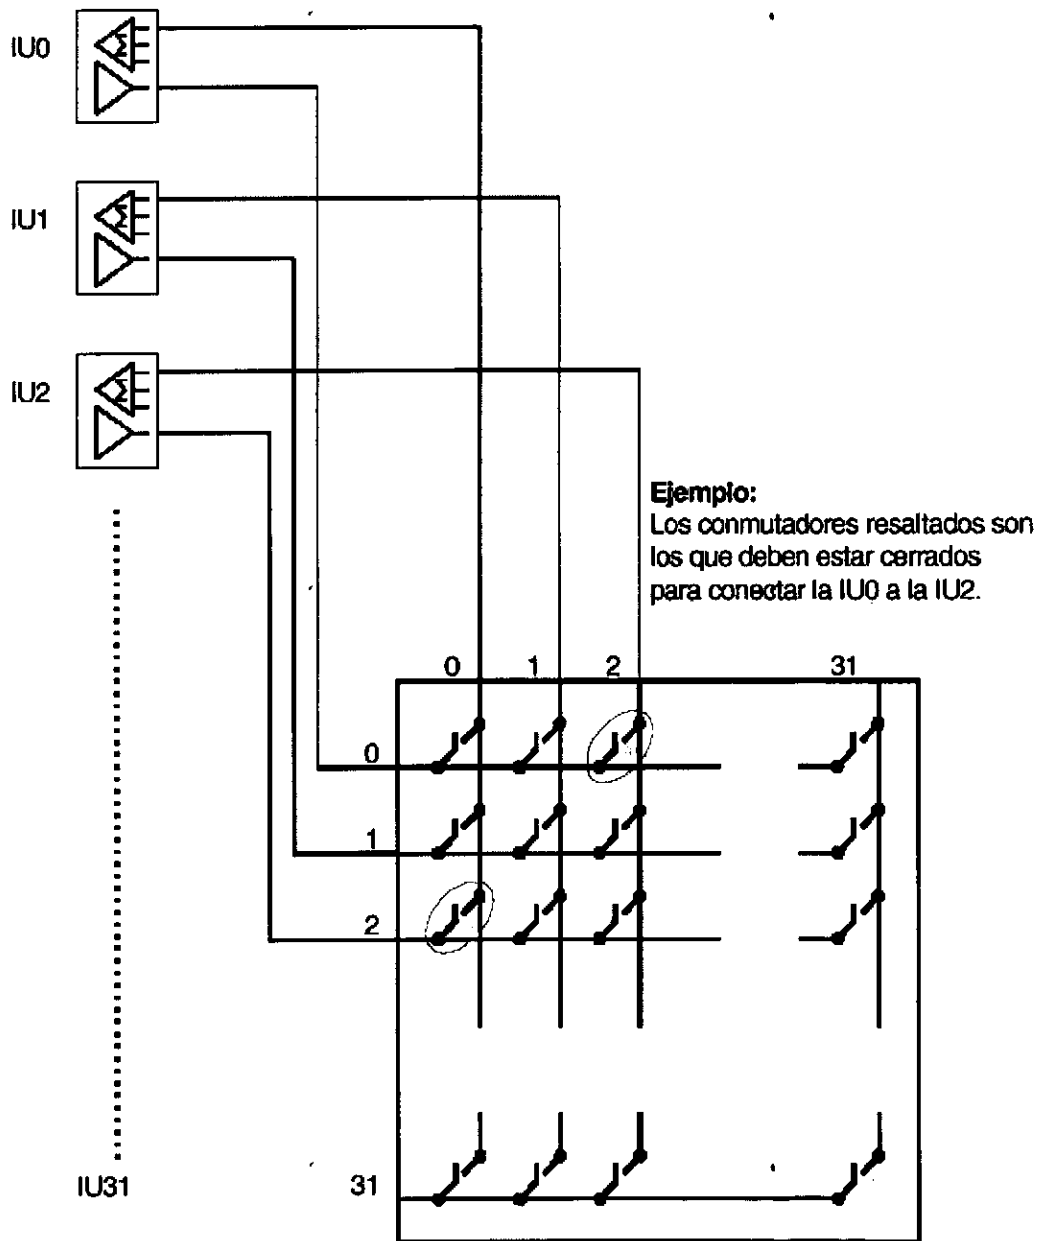 IU0
IU1
IU2
Ejemplo:
Los conmutadores resaltados son
los que deben estar cerrados
para conectar la IU0 a la IU2.
0 1 2 31
0
1
2
IU31
31